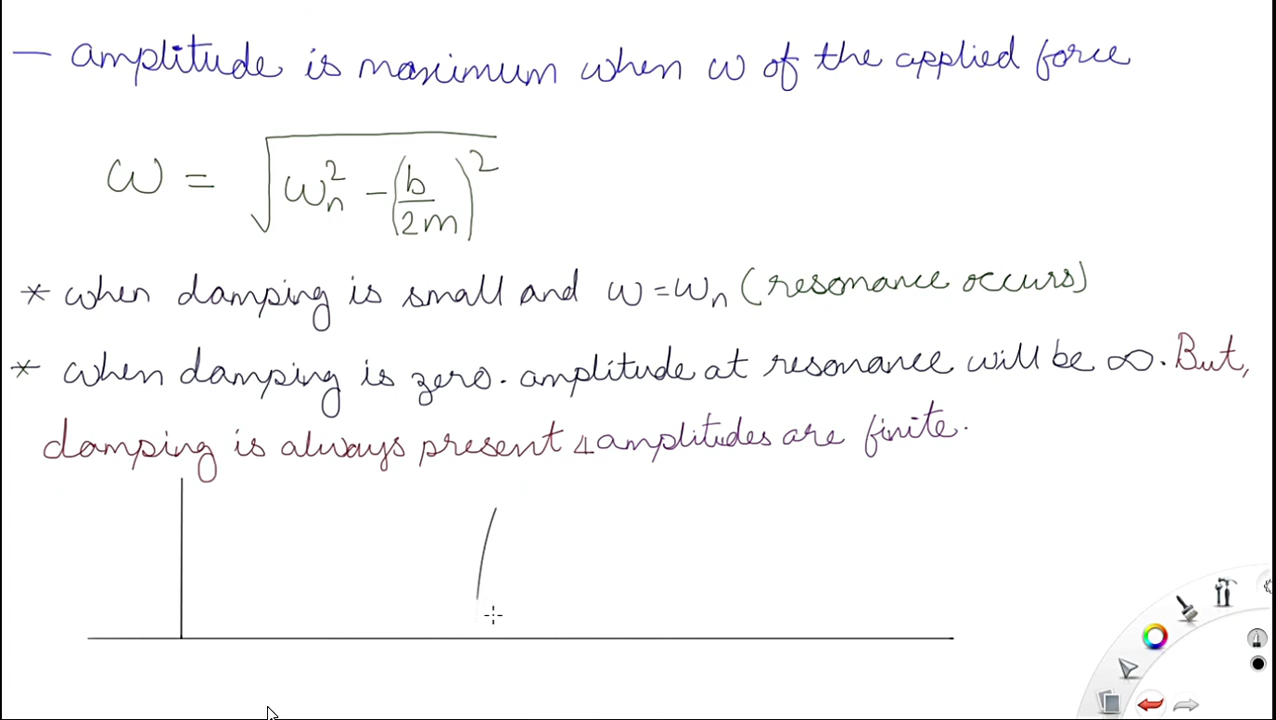 — amplitude is maximum when ω of the applied force
ω = √(ωn² - (b/2m)²)
* when damping is small and ω = ωn (resonance occurs)
* when damping is zero. amplitude at resonance will be ∞. But,
damping is always present & amplitudes are finite.